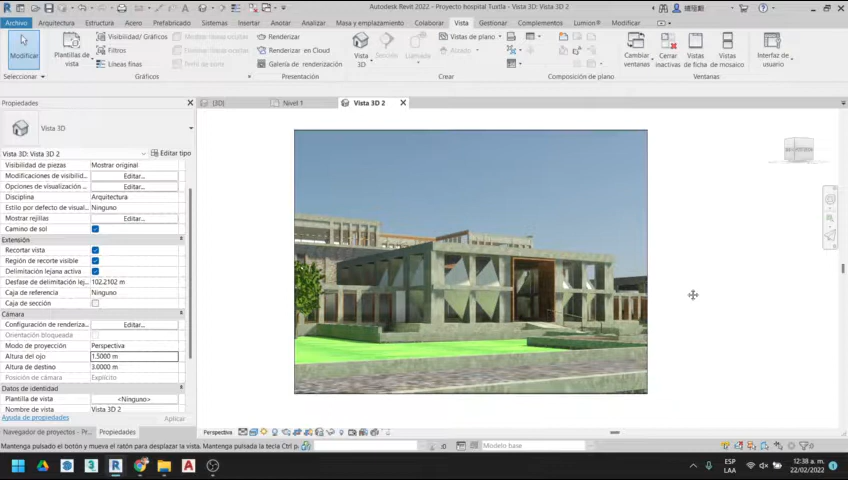 Autodesk Revit 2022 - Proyecto hospital Tuxtla - Vista 3D: Vista 3D 2
Archivo Arquitectura Estructura Acero Prefabricado Sistemas Insertar Anotar Analizar Masa y emplazamiento Colaborar Vista Gestionar Complementos Lumion® Modificar
Modificar
Plantillas de vista
Visibilidad/ Gráficos
Filtros
Líneas finas
Mostrar líneas ocultas
Renderizar
Renderizar en Cloud
Galería de renderización
Vista 3D
Sección
Llamada
Vistas de plano
Alzado
Cambiar ventanas
Cerrar inactivas
Vistas de ficha
Vistas de mosaico
Interfaz de usuario
Seleccionar Gráficos Presentación Crear Composición de plano Ventanas
Propiedades
(3D) Nivel 1 Vista 3D 2
Vista 3D
Vista 3D: Vista 3D 2 Editar tipo
Visibilidad de piezas Mostrar original
Modificaciones de visibilid... Editar...
Opciones de visualización ... Editar...
Disciplina Arquitectura
Estilo por defecto de visual... Ninguno
Mostrar rejillas Editar...
Camino de sol
Extensión
Recortar vista
Región de recorte visible
Delimitación lejana activa
Desfase de delimitación lej... 102.2102 m
Caja de referencia Ninguno
Caja de sección
Cámara
Configuración de renderiza... Editar...
Orientación bloqueada
Modo de proyección Perspectiva
Altura del ojo 1.5000 m
Altura de destino 3.0000 m
Posición de cámara Explícito
Datos de identidad
Plantilla de vista <Ninguno>
Nombre de vista Vista 3D 2
Ayuda de propiedades Aplicar
Navegador de proyectos - Pr... Propiedades
Perspectiva
Mantenga pulsado el botón y mueva el ratón para desplazar la vista. Mantenga pulsada la tecla Ctrl p
:0 Modelo base
:0
ESP
LAA
12:38 a. m.
22/02/2022